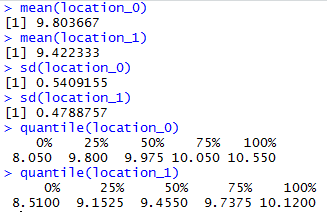 > mean(location_0)
[1] 9.803667
> mean(location_1)
[1] 9.422333
> sd(location_0)
[1] 0.5409155
> sd(location_1)
[1] 0.4788757
> quantile(location_0)
0% 25% 50% 75% 100%
8.050 9.800 9.975 10.050 10.550
> quantile(location_1)
0% 25% 50% 75% 100%
8.5100 9.1525 9.4550 9.7375 10.1200